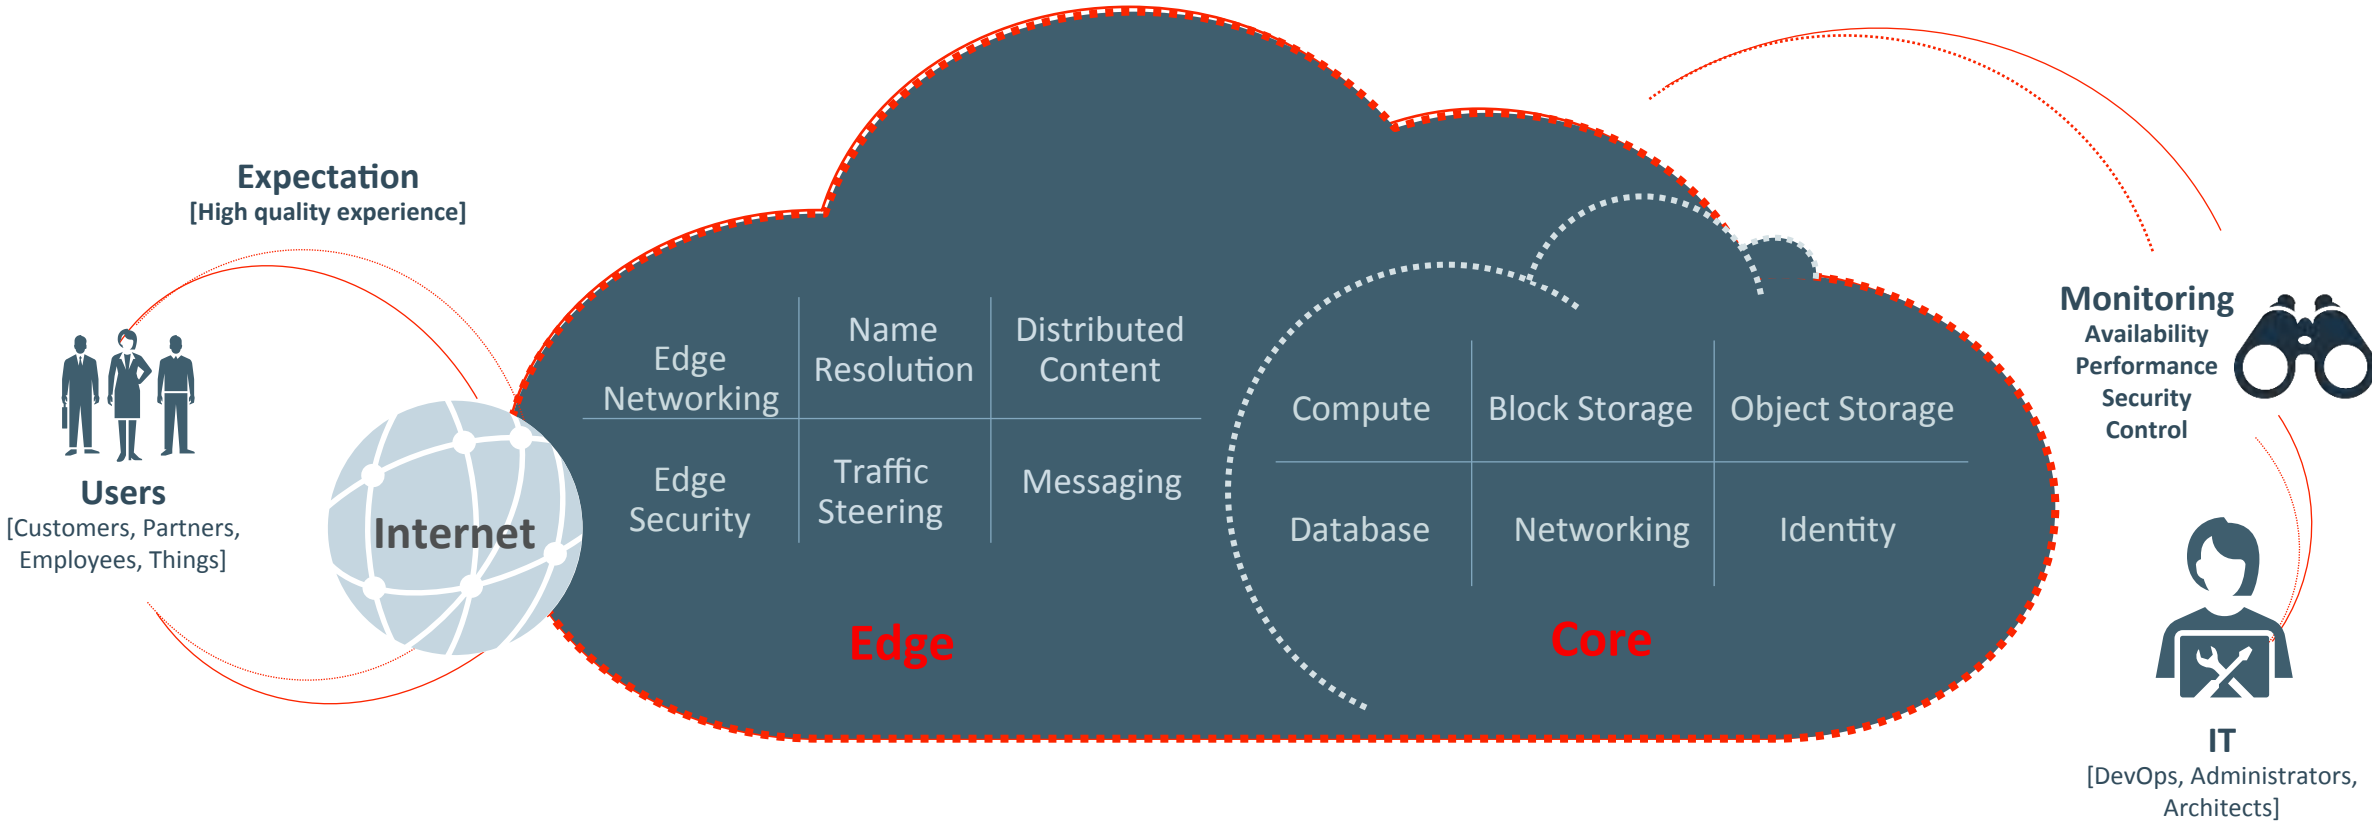 Expectation
[High quality experience]
Users
[Customers, Partners,
Employees, Things]
Internet
Edge
Networking
Name
Resolution
Distributed
Content
Edge
Security
Traffic
Steering
Messaging
Edge
Compute
Block Storage
Object Storage
Database
Networking
Identity
Core
Monitoring
Availability
Performance
Security
Control
IT
[DevOps, Administrators,
Architects]